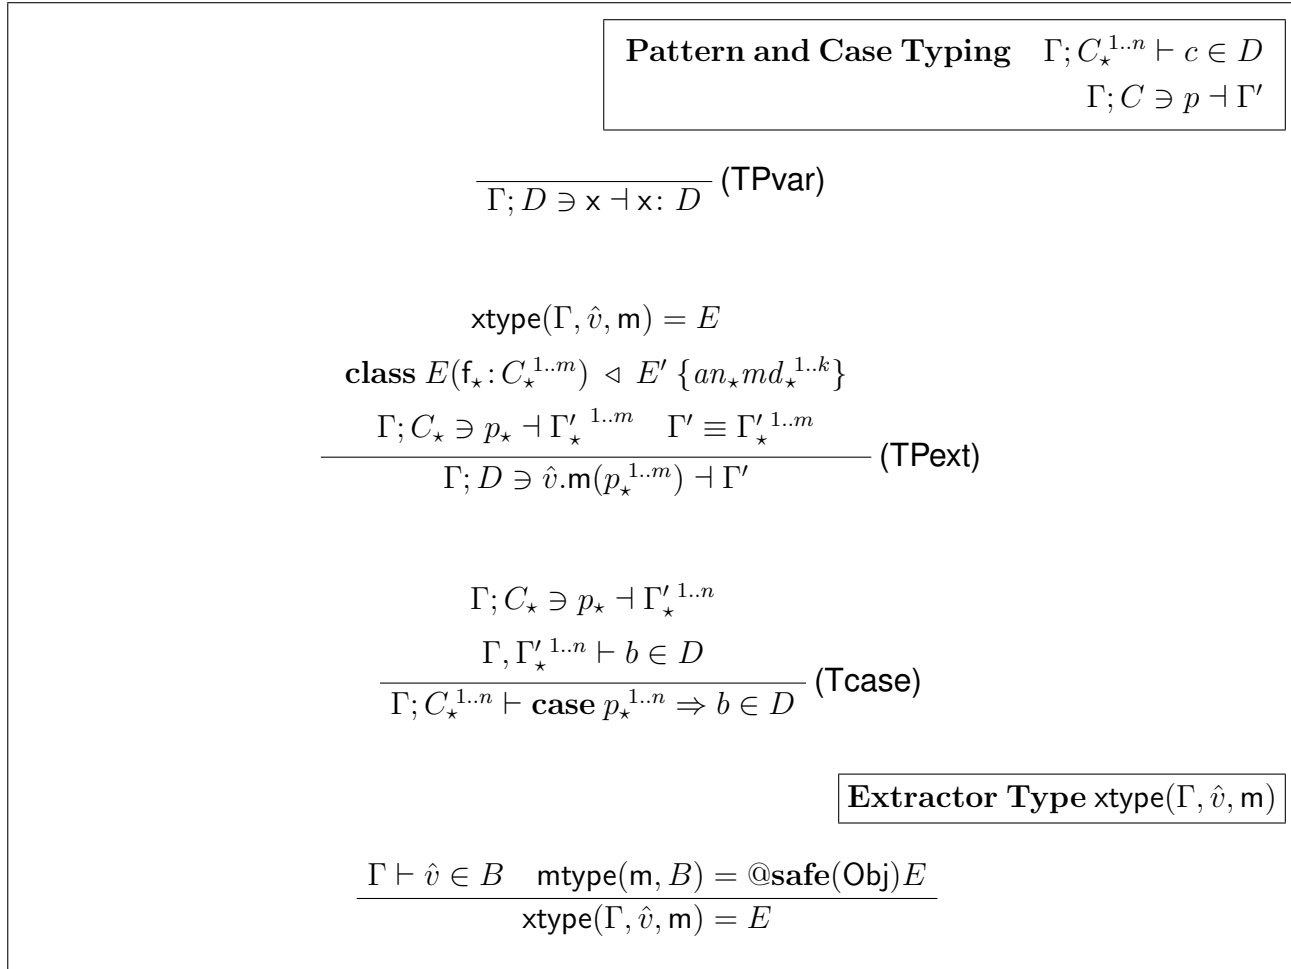 Pattern and Case Typing Γ; C⋆^{1..n} ⊢ c ∈ D
Γ; C ∋ p ⊣ Γ′
Γ; D ∋ x ⊣ x: D (TPvar)
xtype(Γ, v̂, m) = E
class E(f⋆: C⋆^{1..m}) ◁ E′ {an⋆md⋆^{1..k}}
Γ; C⋆ ∋ p⋆ ⊣ Γ′⋆^{1..m} Γ′ ≡ Γ′⋆^{1..m}
Γ; D ∋ v̂.m(p⋆^{1..m}) ⊣ Γ′ (TPext)
Γ; C⋆ ∋ p⋆ ⊣ Γ′⋆^{1..n}
Γ, Γ′⋆^{1..n} ⊢ b ∈ D
Γ; C⋆^{1..n} ⊢ case p⋆^{1..n} ⇒ b ∈ D (Tcase)
Extractor Type xtype(Γ, v̂, m)
Γ ⊢ v̂ ∈ B mtype(m, B) = @safe(Obj)E
xtype(Γ, v̂, m) = E